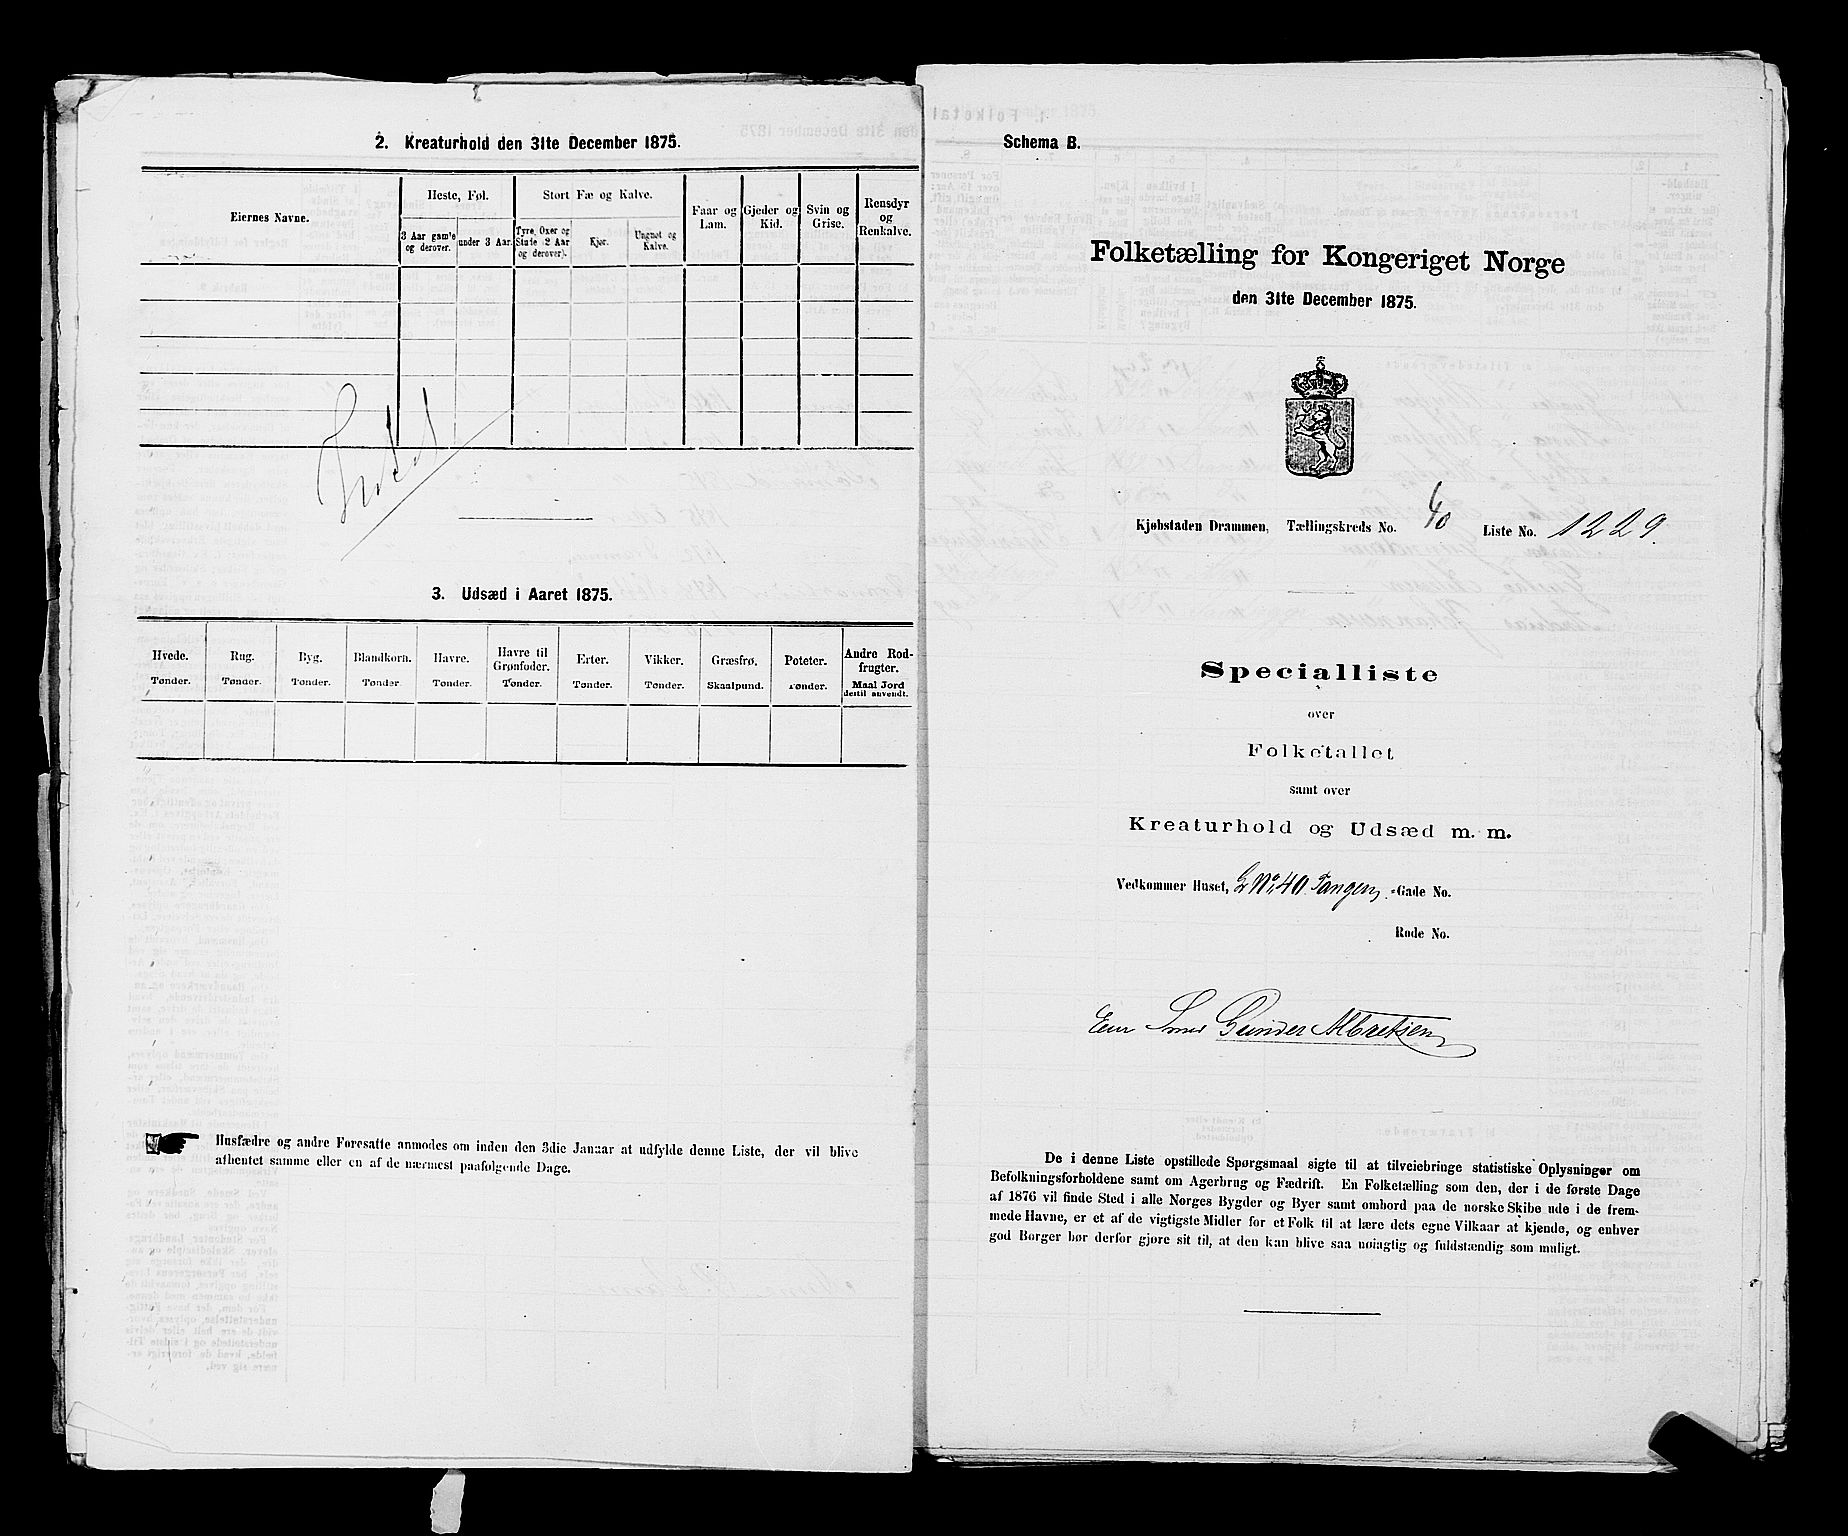 2. Kreaturhold den 31te December 1875.
Eiernes Navne.
Heste, Føl.
3 Aar gam'e og derover.
under 3 Aar.
Stort Fæ og Kalve.
Tyre, Oxer og Stude (2 Aar og derover).
Kjør.
Ungnøt og Kalve.
Faar og Lam.
Gjeder og Kid.
Svin og Grise.
Rensdyr og Renkalve.
Intet
3. Udsæd i Aaret 1875.
Hvede. Tønder.
Rug. Tønder.
Byg. Tønder.
Blandkorn. Tønder.
Havre. Tønder.
Havre til Grønfoder. Tønder.
Erter. Tønder.
Vikker. Tønder.
Græsfrø. Skaalpund.
Poteter. Tønder.
Andre Rodfrugter. Maal Jord dertil anvendt.
Husfædre og andre Foresatte anmodes om inden den 3die Januar at udfylde denne Liste, der vil blive
afhentet samme eller en af de nærmest paafølgende Dage.
Schema B.
Folketælling for Kongeriget Norge
den 31te December 1875.
Kjøbstaden Drammen, Tællingskreds No. Liste No. 1229.
Specialliste
over
Folketallet
samt over
Kreaturhold og Udsæd m. m.
Vedkommer Huset, No. 40 Tangen, -Gade No.
Rode No.
Gunder Albretsen
De i denne Liste opstillede Spørgsmaal sigte til at tilveiebringe statistiske Oplysninger om
Befolkningsforholdene samt om Agerbrug og Fædrift. En Folketælling som den, der i de første Dage
af 1876 vil finde Sted i alle Norges Bygder og Byer samt ombord paa de norske Skibe ude i de frem-
mede Havne, er et af de vigtigste Midler for et Folk til at lære dets egne Vilkaar at kjende, og enhver
god Borger bør derfor gjøre sit til, at den kan blive saa nøiagtig og fuldstændig som muligt.